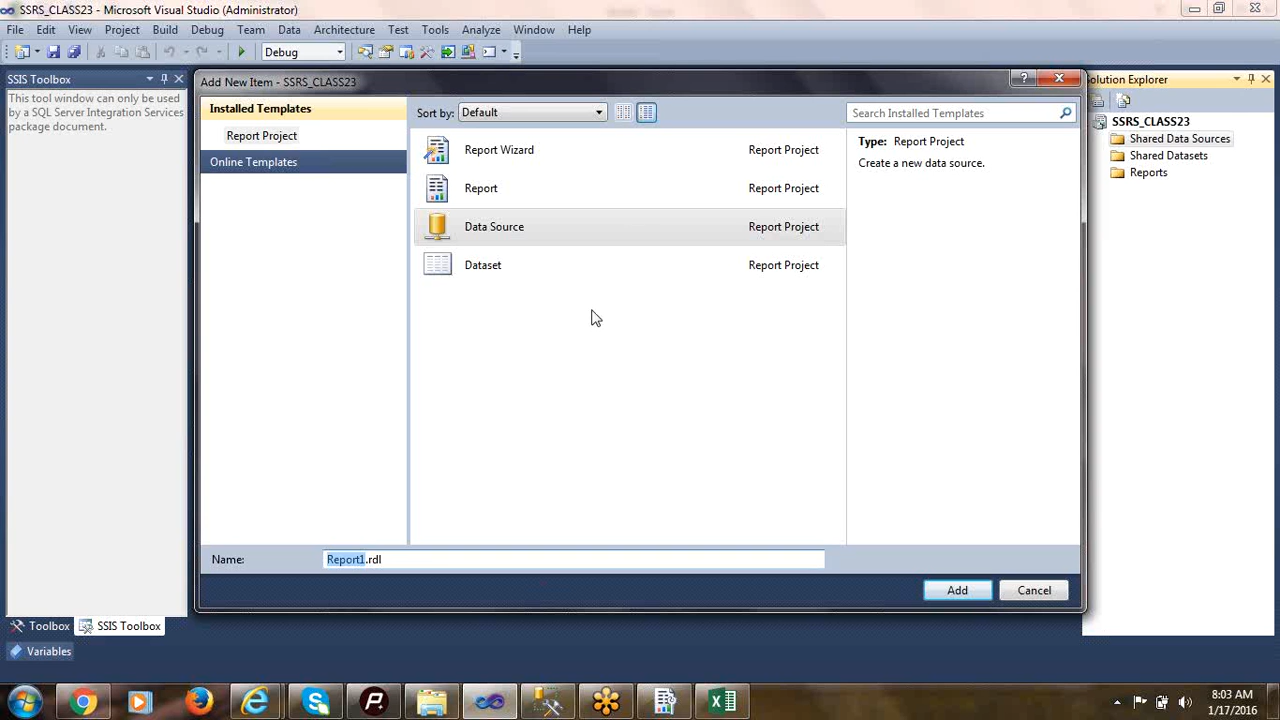 SSRS_CLASS23 - Microsoft Visual Studio (Administrator)
File Edit View Project Build Debug Team Data Architecture Test Tools Analyze Window Help
Debug
SSIS Toolbox
This tool window can only be used
by a SQL Server Integration Services
package document.
Add New Item - SSRS_CLASS23
Installed Templates
Report Project
Online Templates
Sort by: Default
Search Installed Templates
Report Wizard Report Project
Report Report Project
Data Source Report Project
Dataset Report Project
Type: Report Project
Create a new data source.
Name: Report1.rdl
Add Cancel
olution Explorer
SSRS_CLASS23
Shared Data Sources
Shared Datasets
Reports
Toolbox SSIS Toolbox
Variables
8:03 AM
1/17/2016